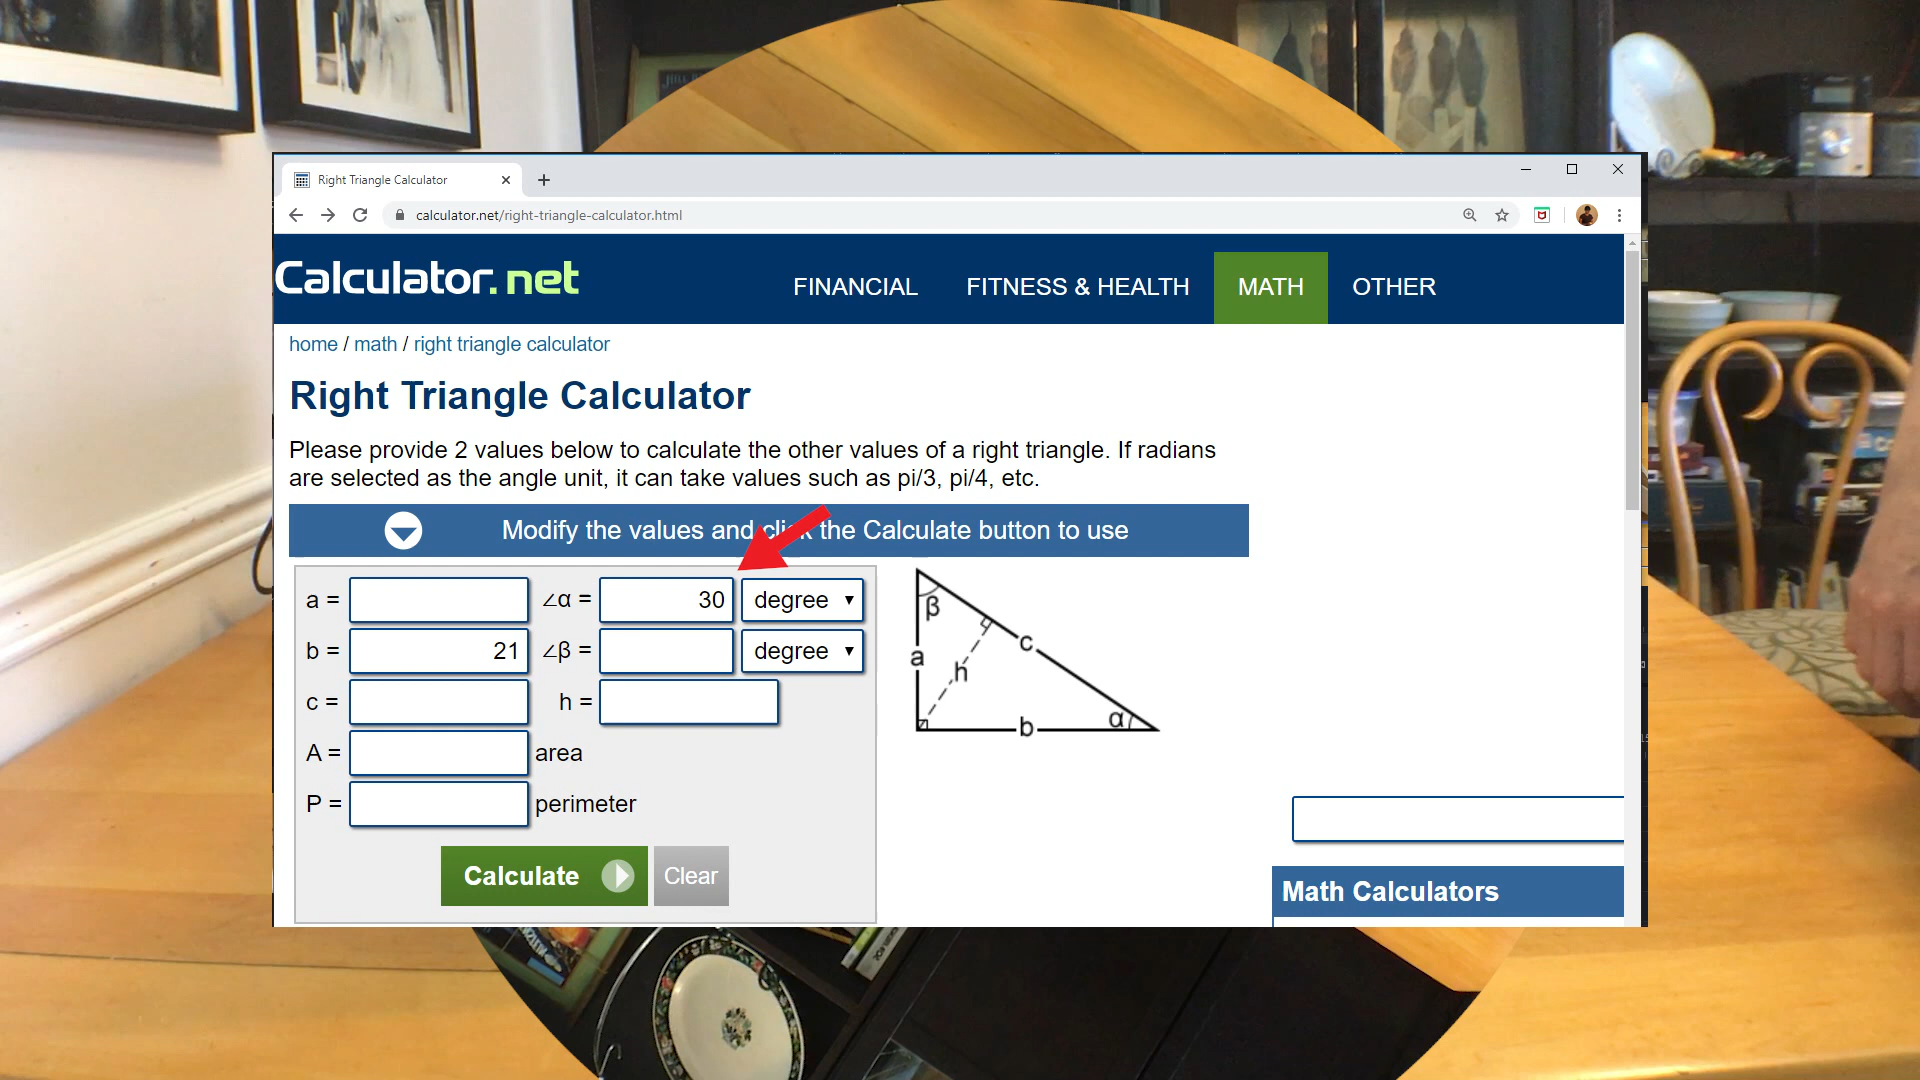 Right Triangle Calculator
calculator.net/right-triangle-calculator.html
Calculator.net
FINANCIAL
FITNESS & HEALTH
MATH
OTHER
home / math / right triangle calculator
Right Triangle Calculator
Please provide 2 values below to calculate the other values of a right triangle. If radians
are selected as the angle unit, it can take values such as pi/3, pi/4, etc.
Modify the values and click the Calculate button to use
a = ∠α = 30 degree
b = 21 ∠β = degree
c = h =
A = area
P = perimeter
Calculate Clear
β
c
a
h
b
α
Math Calculators